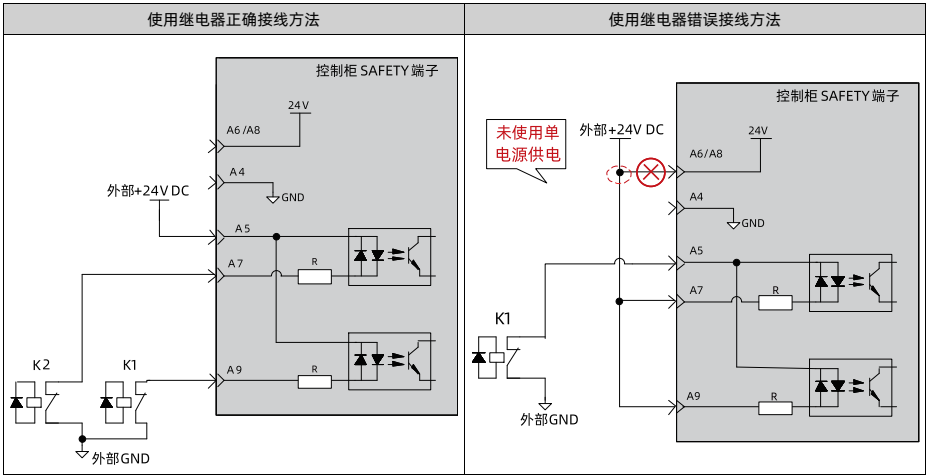 使用继电器正确接线方法
控制柜 SAFETY 端子
24V
A6/A8
A4
GND
外部+24V DC
A5
A7
R
K2
K1
A9
R
外部GND
使用继电器错误接线方法
控制柜 SAFETY 端子
未使用单
电源供电
外部+24V DC
24V
A6/A8
A4
GND
A5
A7
R
K1
A9
R
外部GND